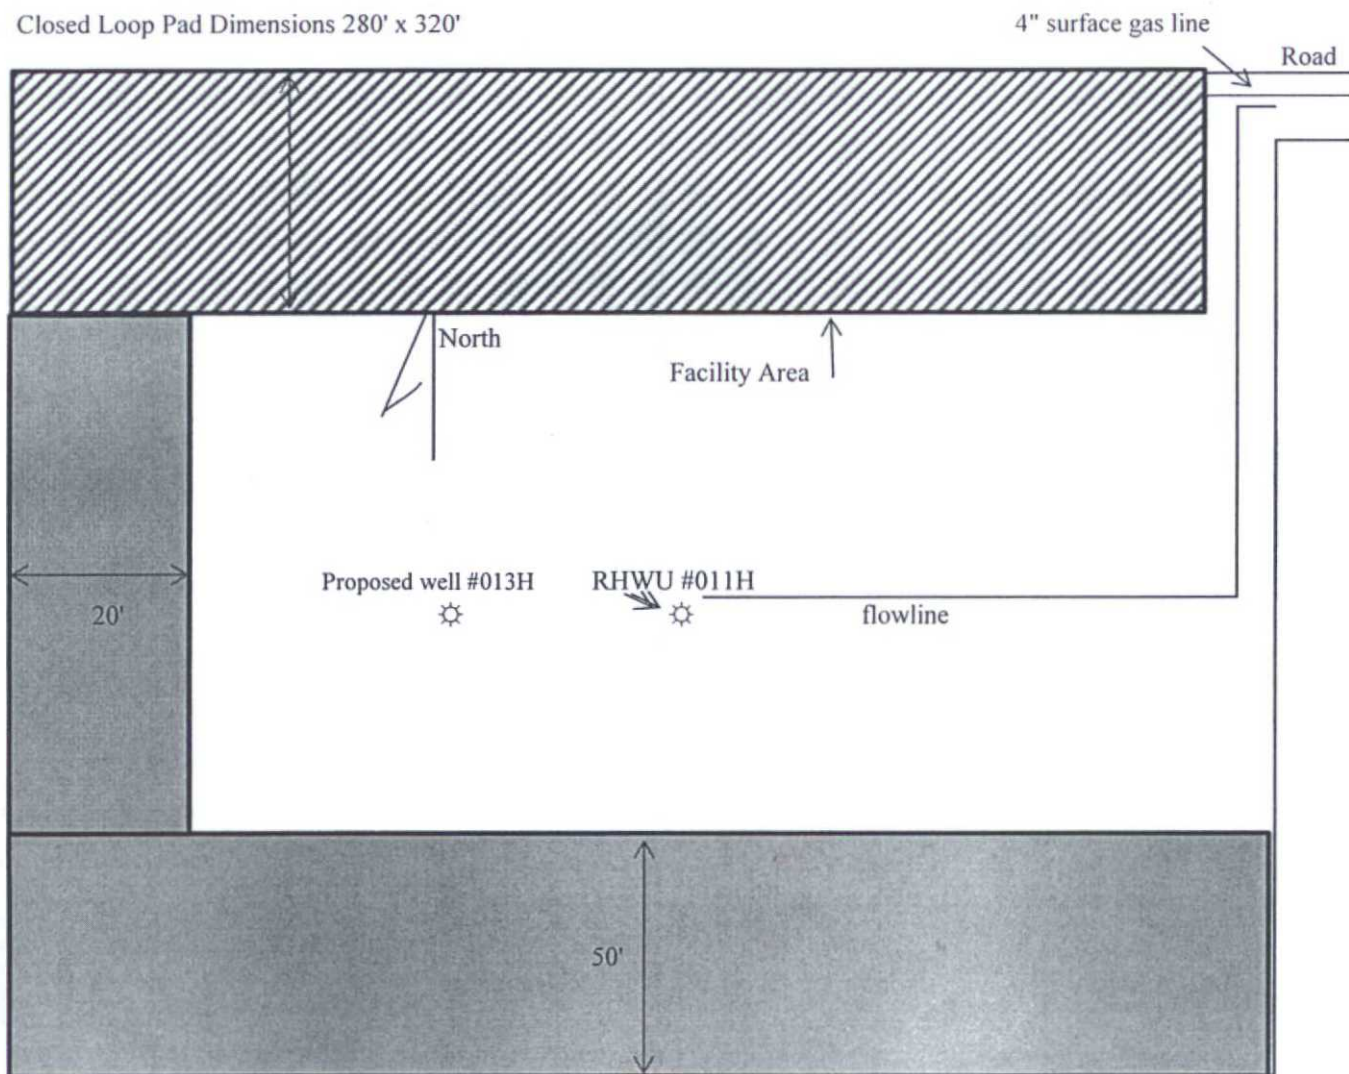 Closed Loop Pad Dimensions 280' x 320'
4" surface gas line
Road
North
Facility Area
Proposed well #013H
RHWU #011H
20'
flowline
50'